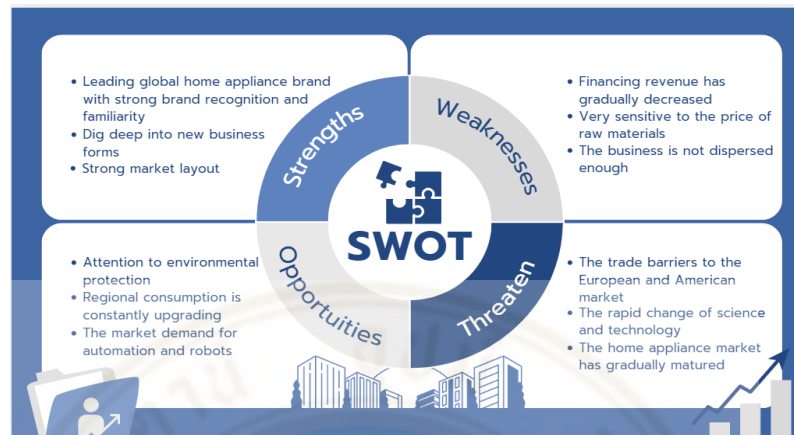 • Leading global home appliance brand
with strong brand recognition and
familiarity
• Dig deep into new business
forms
• Strong market layout
Strengths
Weaknesses
• Financing revenue has
gradually decreased
• Very sensitive to the price of
raw materials
• The business is not dispersed
enough
SWOT
• Attention to environmental
protection
• Regional consumption is
constantly upgrading
• The market demand for
automation and robots
Opportuities
Threaten
• The trade barriers to the
European and American
market
• The rapid change of science
and technology
• The home appliance market
has gradually matured